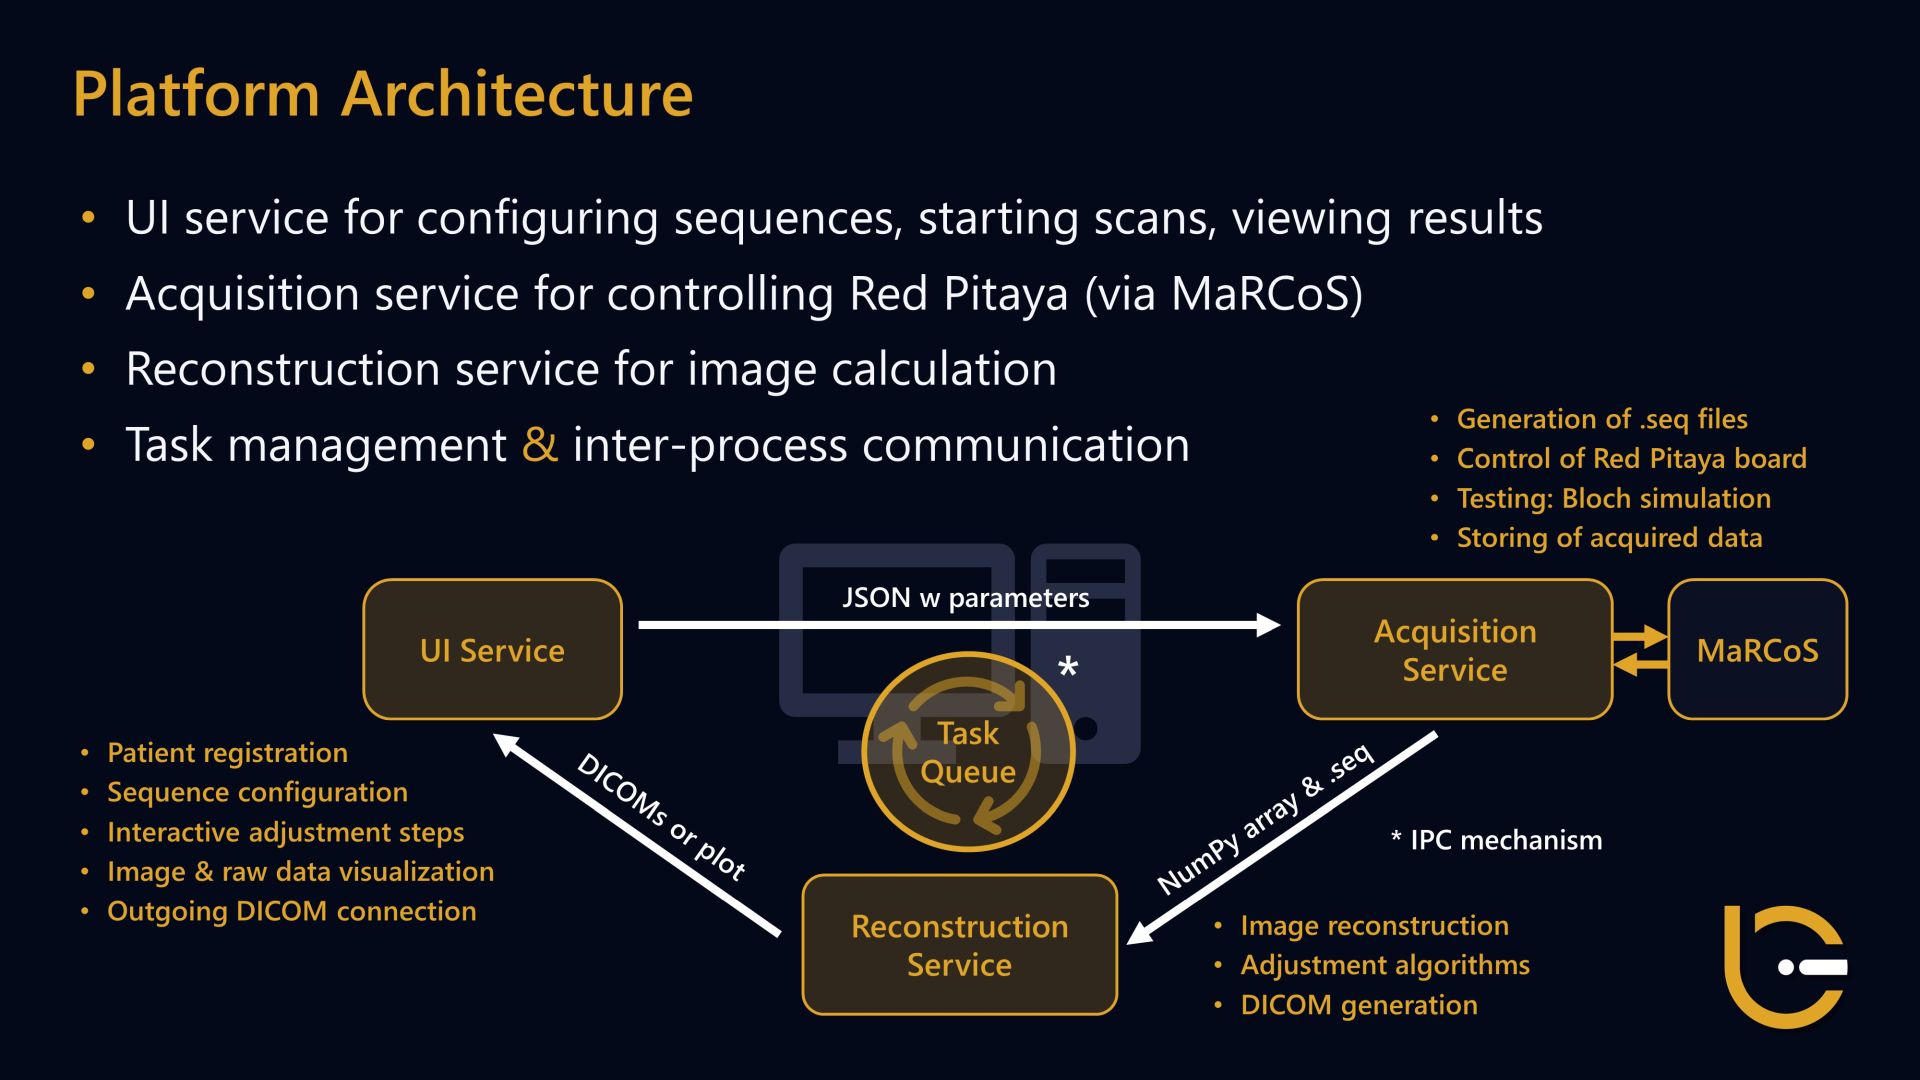 Platform Architecture
• UI service for configuring sequences, starting scans, viewing results
• Acquisition service for controlling Red Pitaya (via MaRCoS)
• Reconstruction service for image calculation
• Task management & inter-process communication
• Generation of .seq files
• Control of Red Pitaya board
• Testing: Bloch simulation
• Storing of acquired data
UI Service
JSON w parameters
Acquisition
Service
MaRCoS
*
Task
Queue
• Patient registration
• Sequence configuration
• Interactive adjustment steps
• Image & raw data visualization
• Outgoing DICOM connection
DICOMs or plot
NumPy array & .seq
* IPC mechanism
Reconstruction
Service
• Image reconstruction
• Adjustment algorithms
• DICOM generation